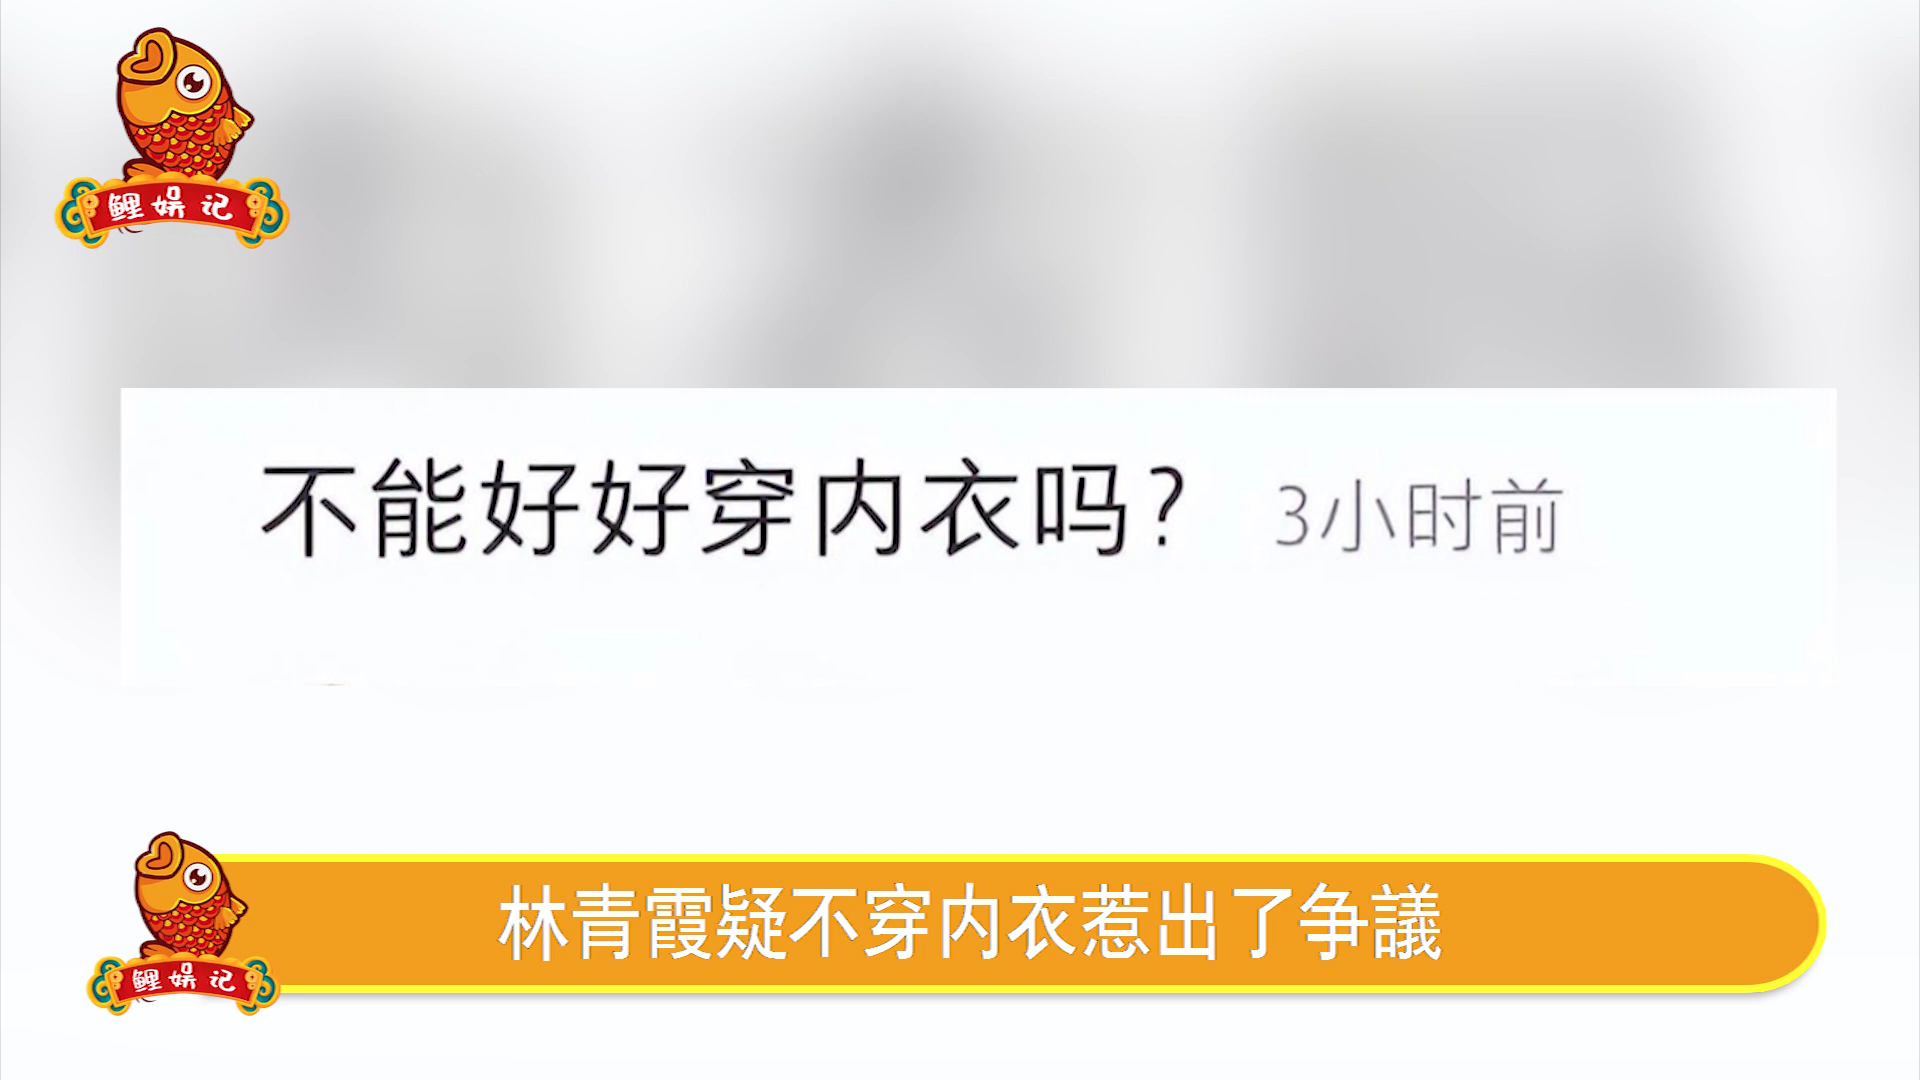 鲤娱记
不能好好穿内衣吗? 3小时前
林青霞疑不穿内衣惹出了争議
鲤娱记